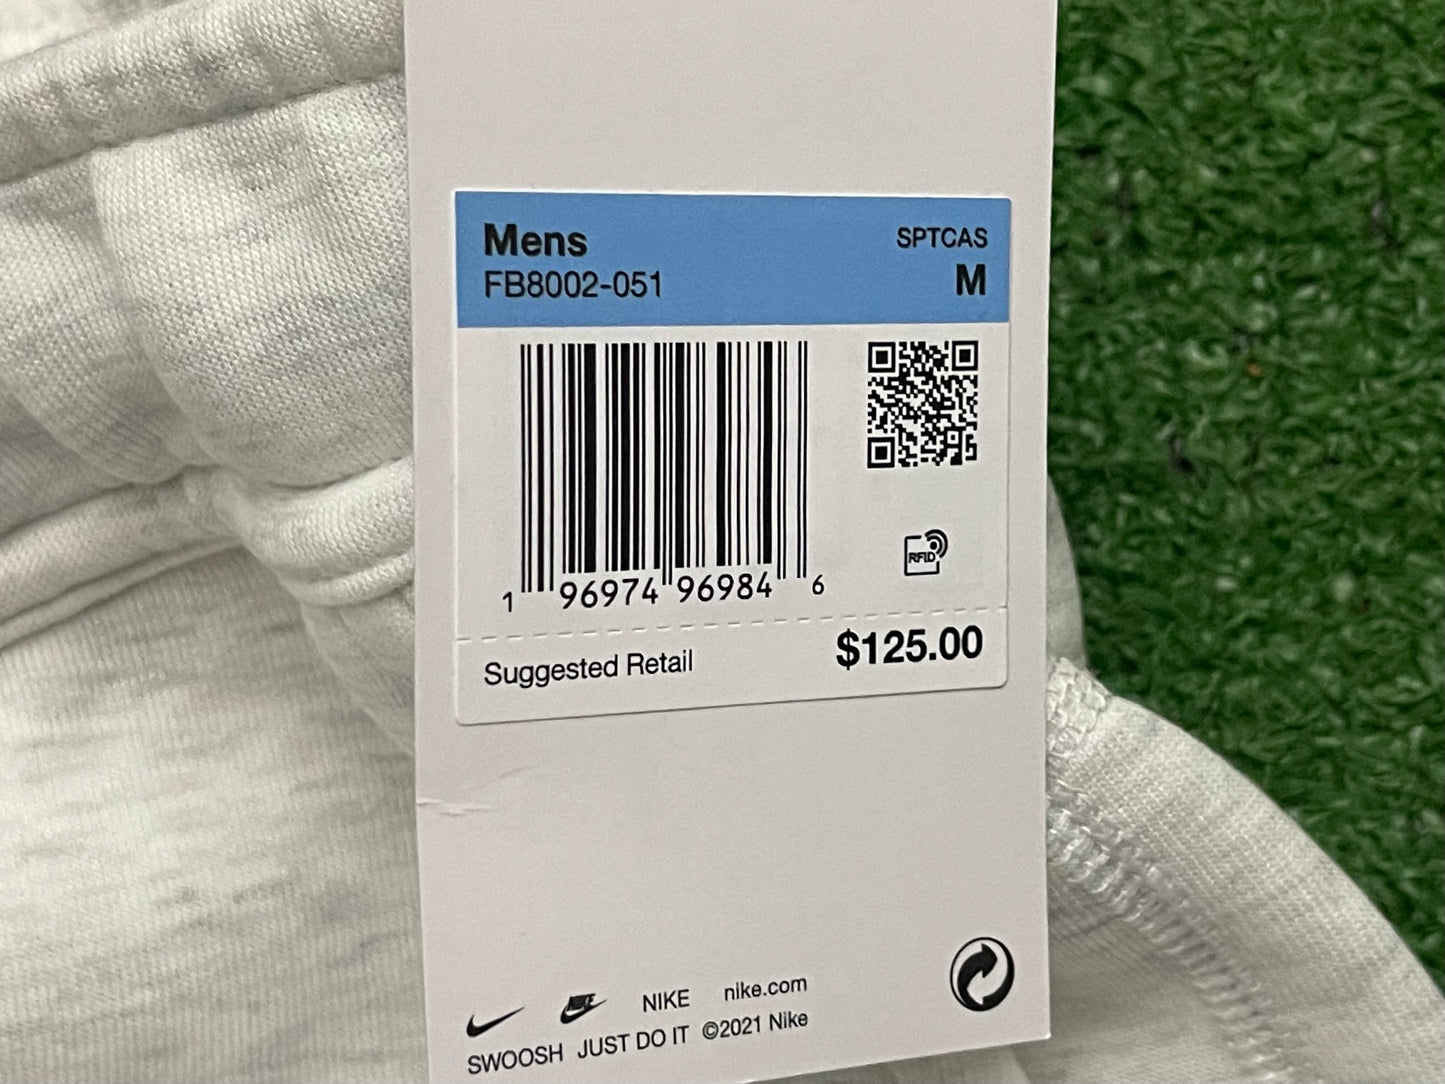 Mens
SPTCAS
FB8002-051
M
RFID
1 96974 96984 6
Suggested Retail
$125.00
NIKE
NIKE nike.com
SWOOSH JUST DO IT ©2021 Nike